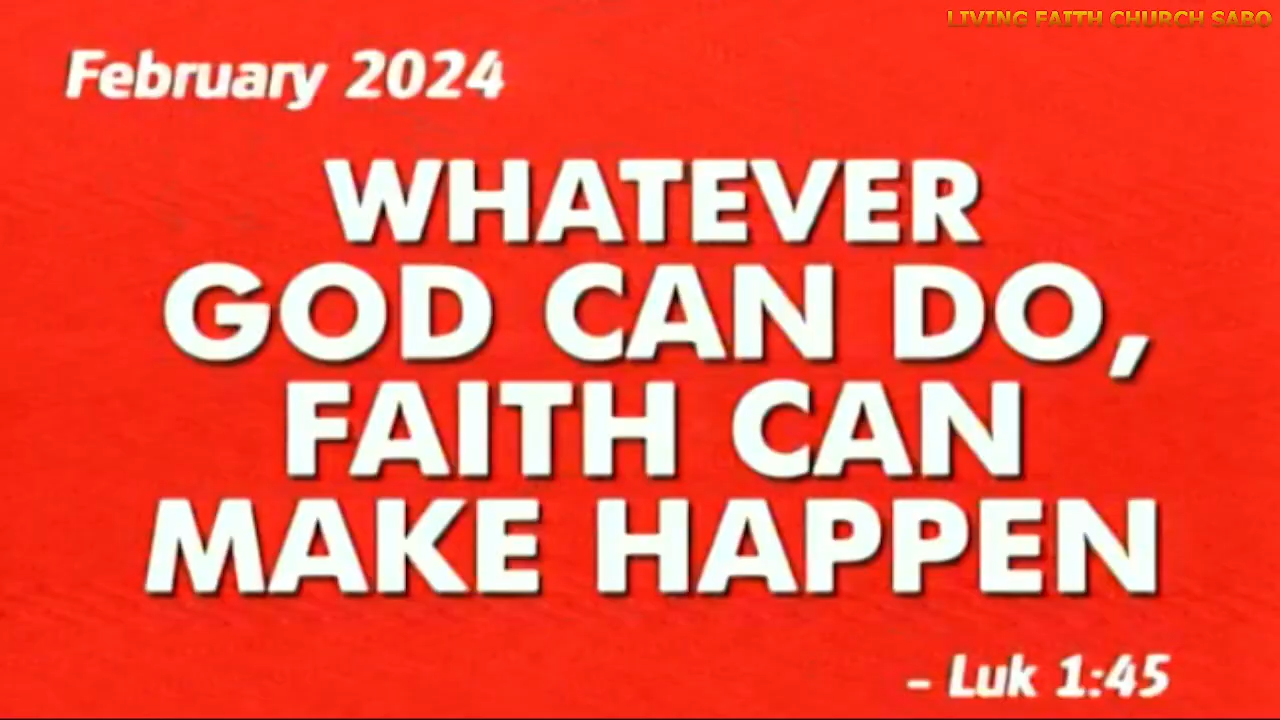 LIVING FAITH CHURCH SABO
February 2024
WHATEVER
GOD CAN DO,
FAITH CAN
MAKE HAPPEN
- Luk 1:45